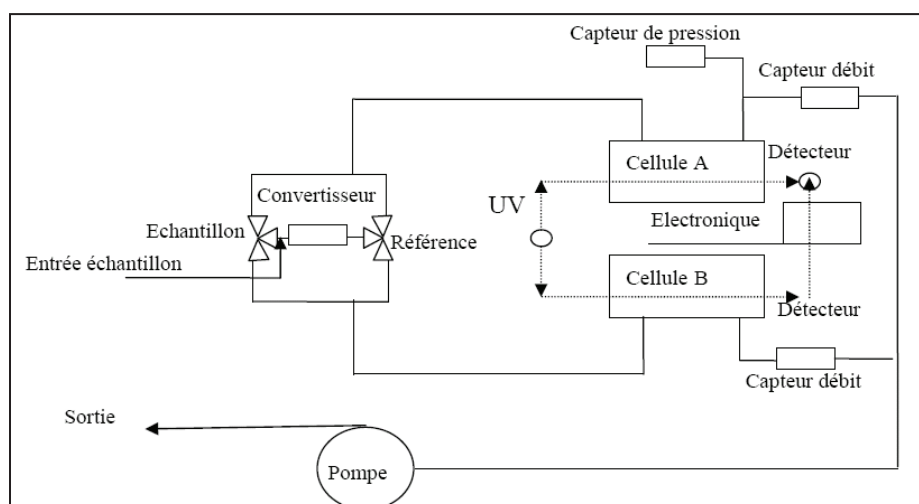 Capteur de pression
Capteur débit
Cellule A
Détecteur
Convertisseur
UV
Echantillon
Electronique
Référence
Entrée échantillon
Cellule B
Détecteur
Capteur débit
Sortie
Pompe